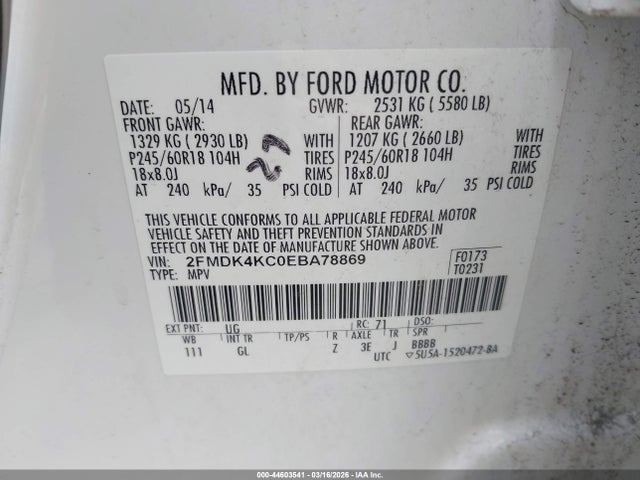 MFD. BY FORD MOTOR CO.
DATE: 05/14 GVWR: 2531 KG ( 5580 LB)
FRONT GAWR: REAR GAWR:
1329 KG ( 2930 LB) WITH 1207 KG ( 2660 LB) WITH
P245/60R18 104H TIRES P245/60R18 104H TIRES
18x8.0J RIMS 18x8.0J RIMS
AT 240 kPa/ 35 PSI COLD AT 240 kPa/ 35 PSI COLD
27
THIS VEHICLE CONFORMS TO ALL APPLICABLE FEDERAL MOTOR
VEHICLE SAFETY AND THEFT PREVENTION STANDARDS IN
EFFECT ON THE DATE OF MANUFACTURE SHOWN ABOVE.
VIN: 2FMDK4KC0EBA78869 F0173
TYPE: MPV T0231
EXT PNT: UG RC: 71 DSO:
WB INT TR TP/PS R AXLE TR SPR
111 GL Z 3E J BBBB
UTC ▽5U5A-1520472-BA
000-44603541 - 03/16/2026 - IAAI.COM